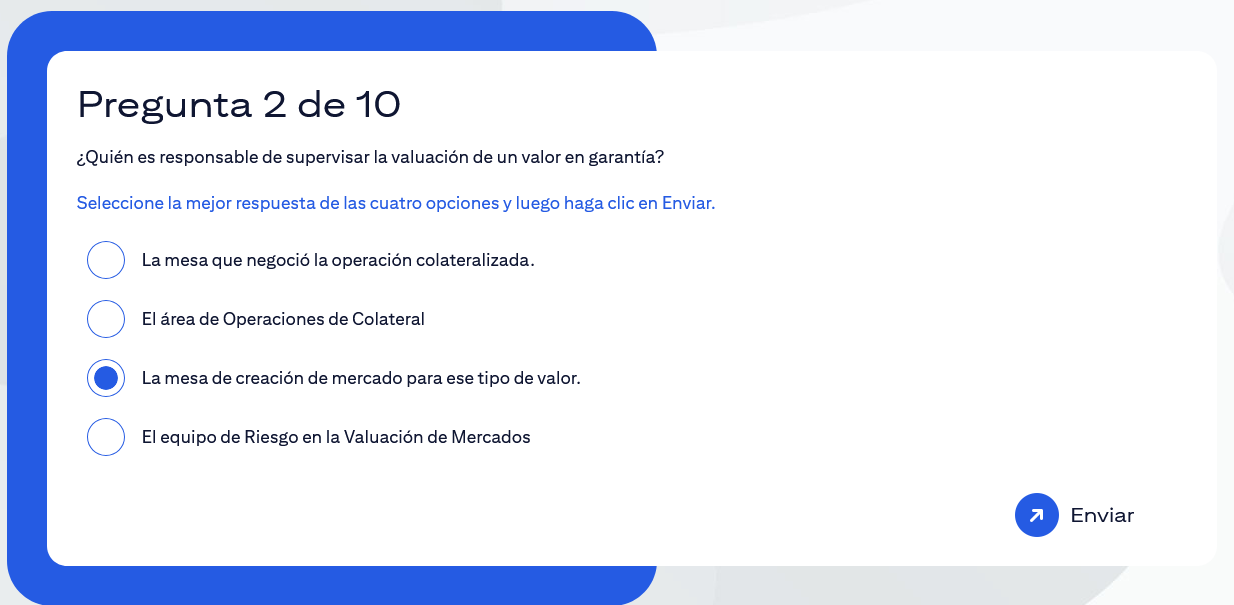 Pregunta 2 de 10
¿Quién es responsable de supervisar la valuación de un valor en garantía?
Seleccione la mejor respuesta de las cuatro opciones y luego haga clic en Enviar.
La mesa que negoció la operación colateralizada.
El área de Operaciones de Colateral
La mesa de creación de mercado para ese tipo de valor.
El equipo de Riesgo en la Valuación de Mercados
Enviar